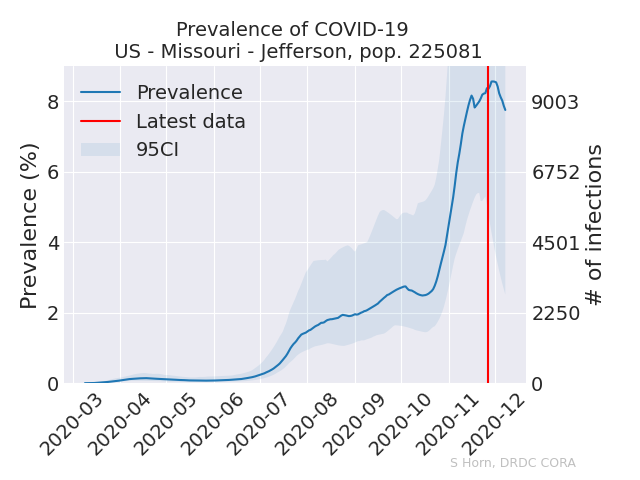 Prevalence of COVID-19
US - Missouri - Jefferson, pop. 225081
Prevalence
Latest data
95CI
Prevalence (%)
8
6
4
2
0
9003
6752
4501
2250
0
# of infections
2020-03
2020-04
2020-05
2020-06
2020-07
2020-08
2020-09
2020-10
2020-11
2020-12
S Horn, DRDC CORA